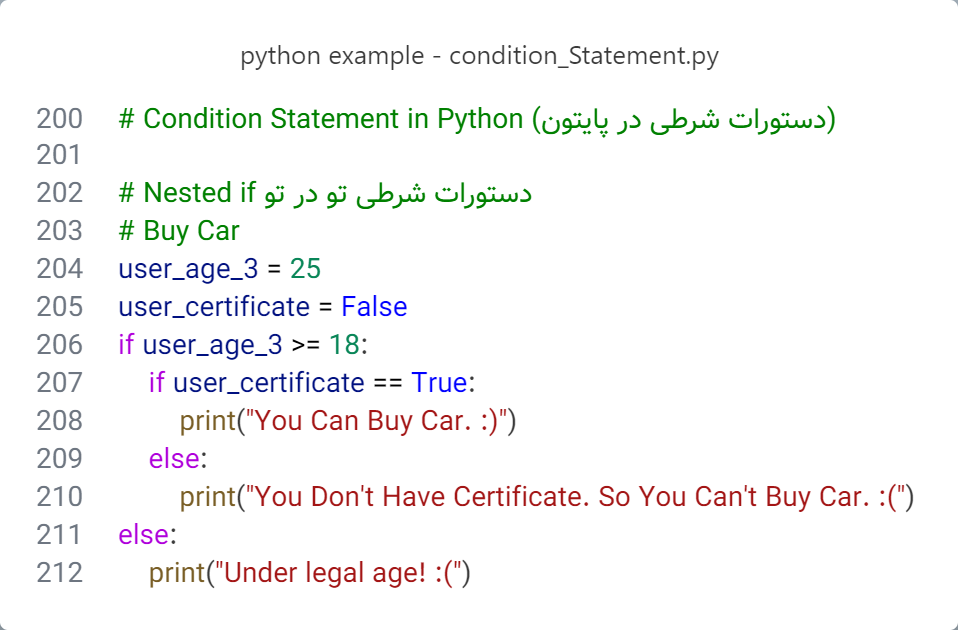 python example - condition_Statement.py
200 # Condition Statement in Python (دستورات شرطی در پایتون)
201
202 # Nested if دستورات شرطی تو در تو
203 # Buy Car
204 user_age_3 = 25
205 user_certificate = False
206 if user_age_3 >= 18:
207     if user_certificate == True:
208         print("You Can Buy Car. :)")
209     else:
210         print("You Don't Have Certificate. So You Can't Buy Car. :(")
211 else:
212     print("Under legal age! :(")